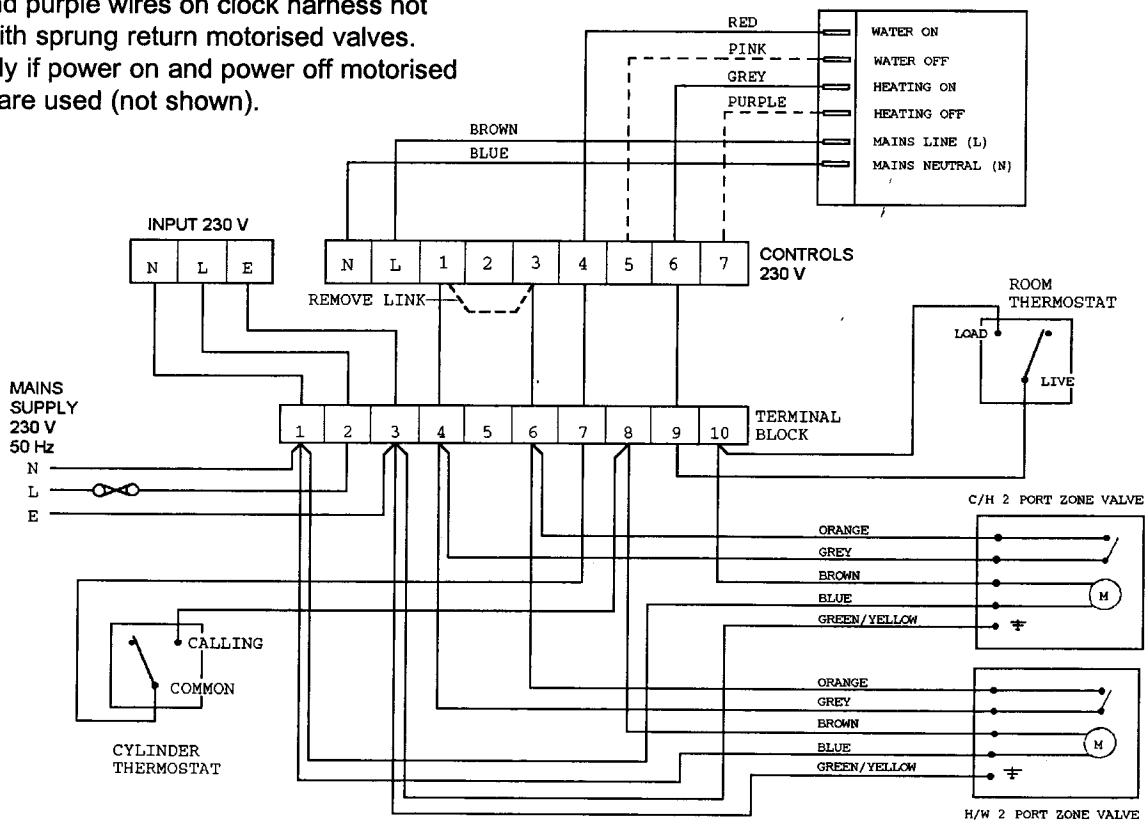 d purple wires on clock harness not
ith sprung return motorised valves.
ly if power on and power off motorised
are used (not shown).
RED
PINK
GREY
PURPLE
BROWN
BLUE
WATER ON
WATER OFF
HEATING ON
HEATING OFF
MAINS LINE (L)
MAINS NEUTRAL (N)
INPUT 230 V
N L E
N L 1 2 3 4 5 6 7
CONTROLS
230 V
REMOVE LINK
ROOM
THERMOSTAT
LOAD
LIVE
MAINS
SUPPLY
230 V
50 Hz
N
L
E
1 2 3 4 5 6 7 8 9 10
TERMINAL
BLOCK
C/H 2 PORT ZONE VALVE
ORANGE
GREY
BROWN
BLUE
GREEN/YELLOW
M
CALLING
COMMON
CYLINDER
THERMOSTAT
ORANGE
GREY
BROWN
BLUE
GREEN/YELLOW
M
H/W 2 PORT ZONE VALVE